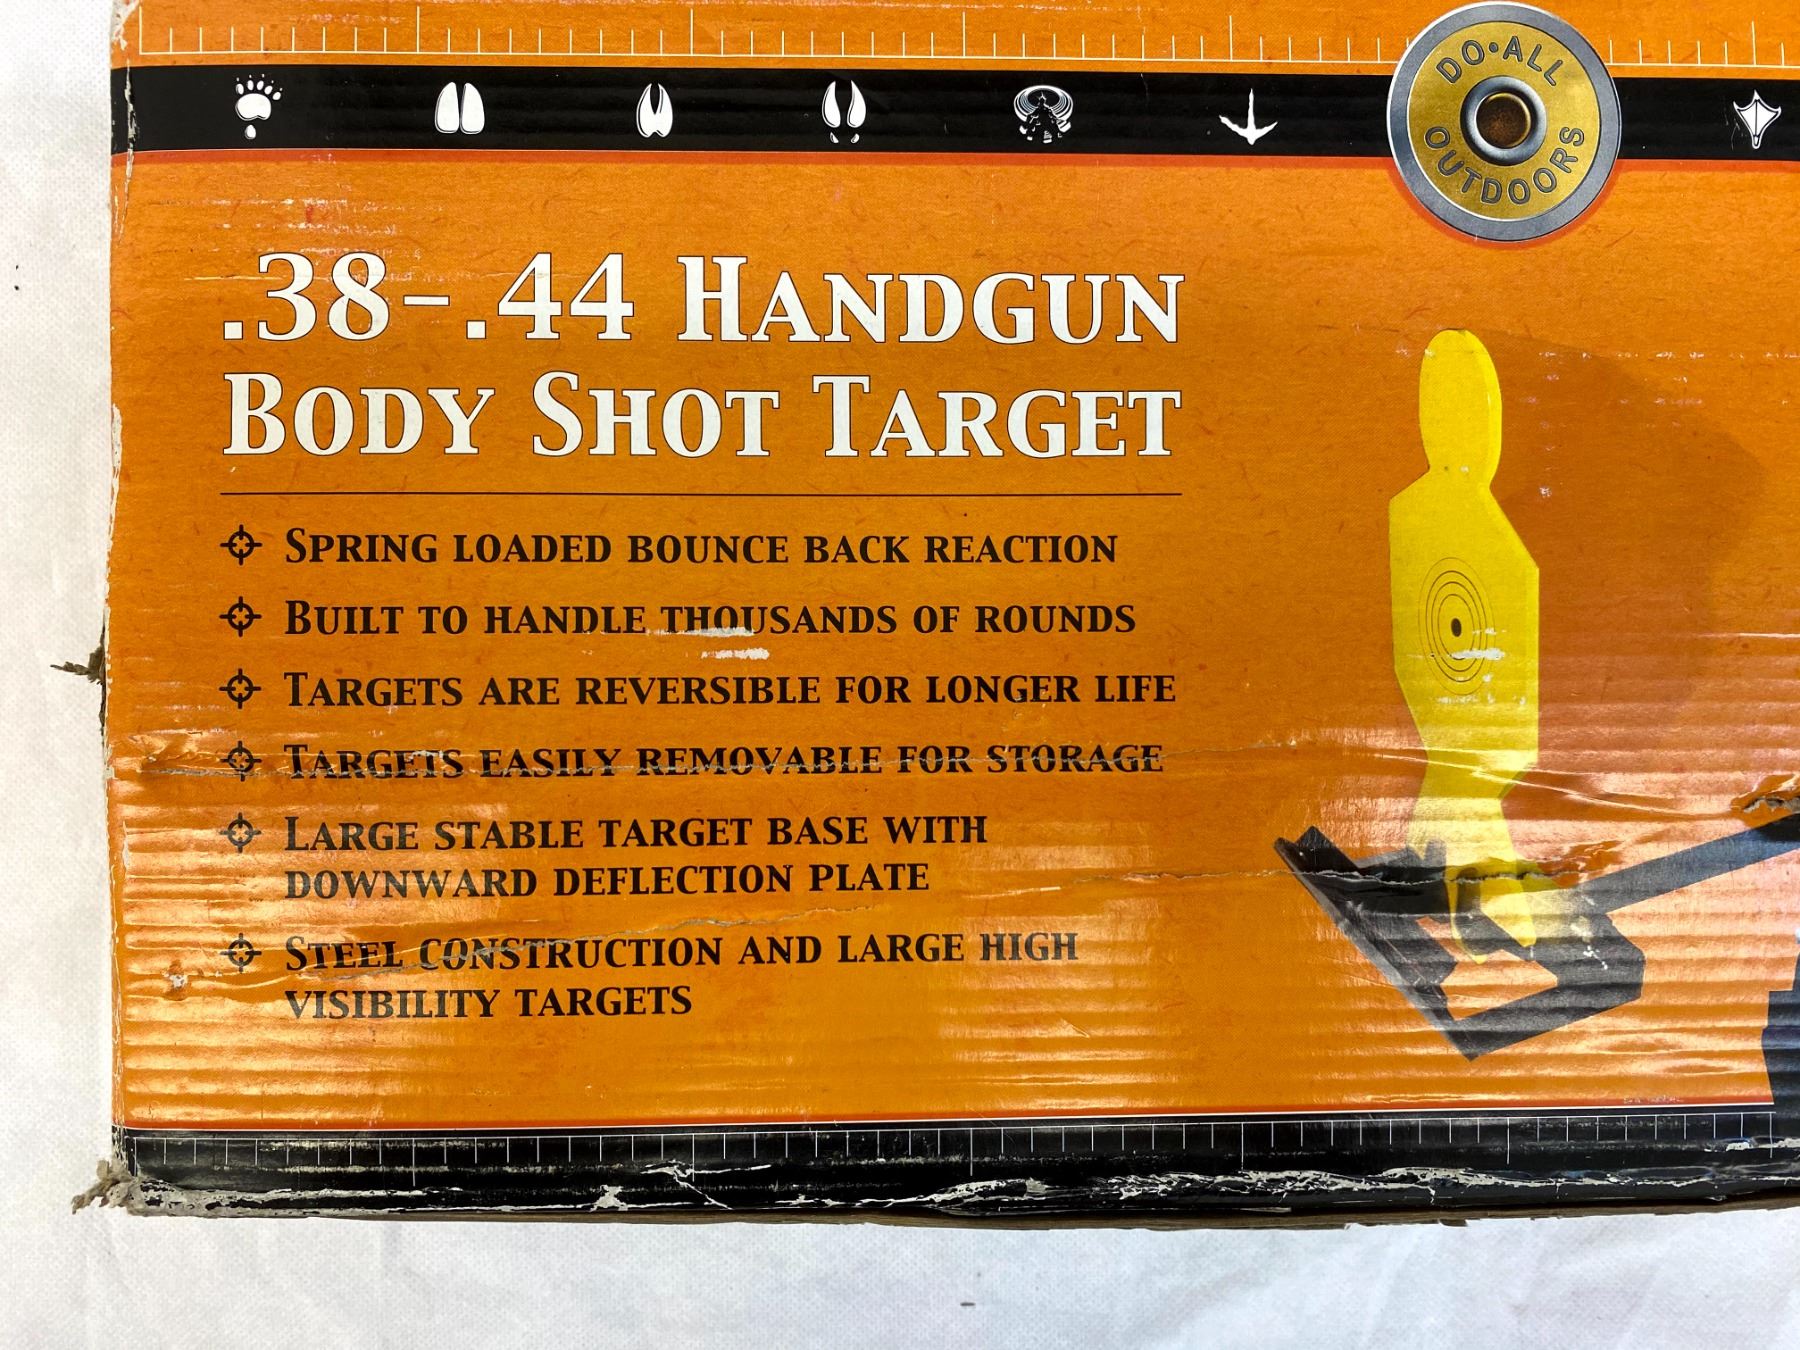 DO•ALL
OUTDOORS
.38–.44 HANDGUN
BODY SHOT TARGET
SPRING LOADED BOUNCE BACK REACTION
BUILT TO HANDLE THOUSANDS OF ROUNDS
TARGETS ARE REVERSIBLE FOR LONGER LIFE
TARGETS EASILY REMOVABLE FOR STORAGE
LARGE STABLE TARGET BASE WITH
DOWNWARD DEFLECTION PLATE
STEEL CONSTRUCTION AND LARGE HIGH
VISIBILITY TARGETS